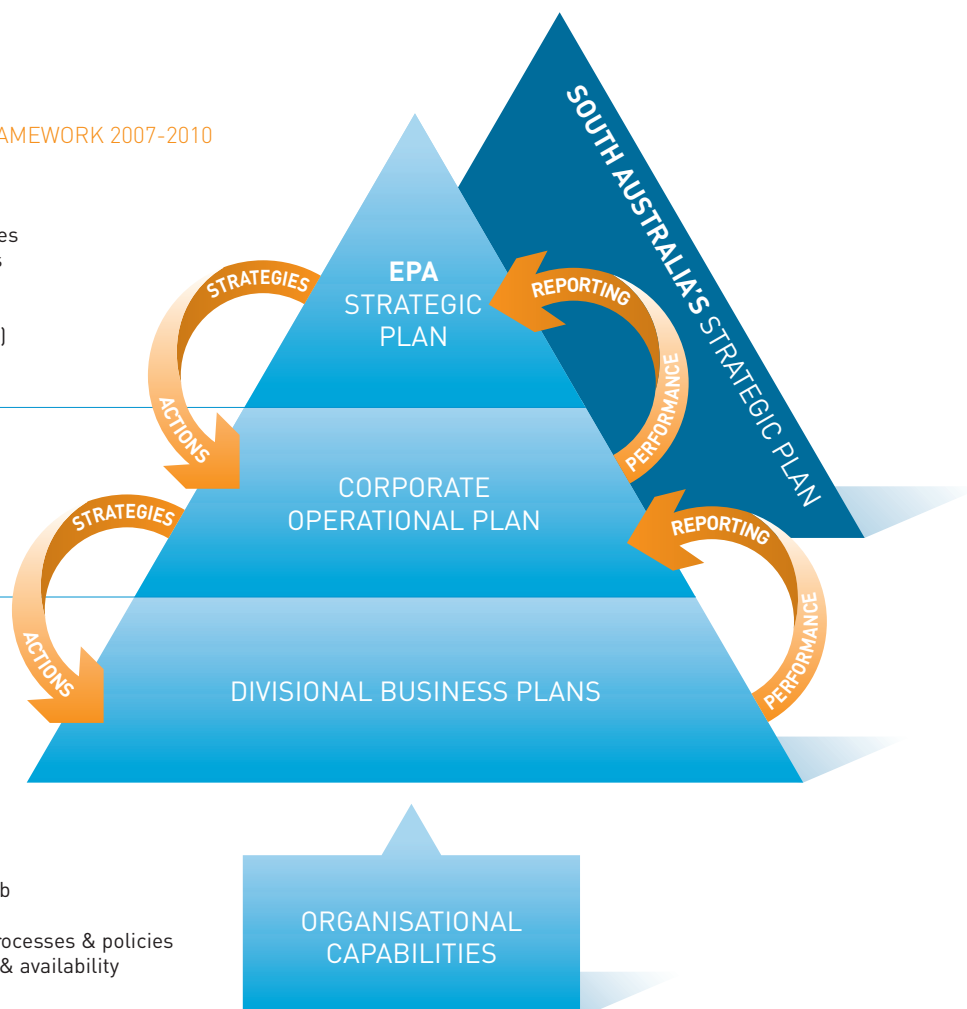 AMEWORK 2007-2010
SOUTH AUSTRALIA'S STRATEGIC PLAN
es
s
)
EPA
STRATEGIC
PLAN
STRATEGIES
ACTIONS
REPORTING
PERFORMANCE
CORPORATE
OPERATIONAL PLAN
STRATEGIES
ACTIONS
REPORTING
PERFORMANCE
DIVISIONAL BUSINESS PLANS
b
rocesses & policies
& availability
ORGANISATIONAL
CAPABILITIES